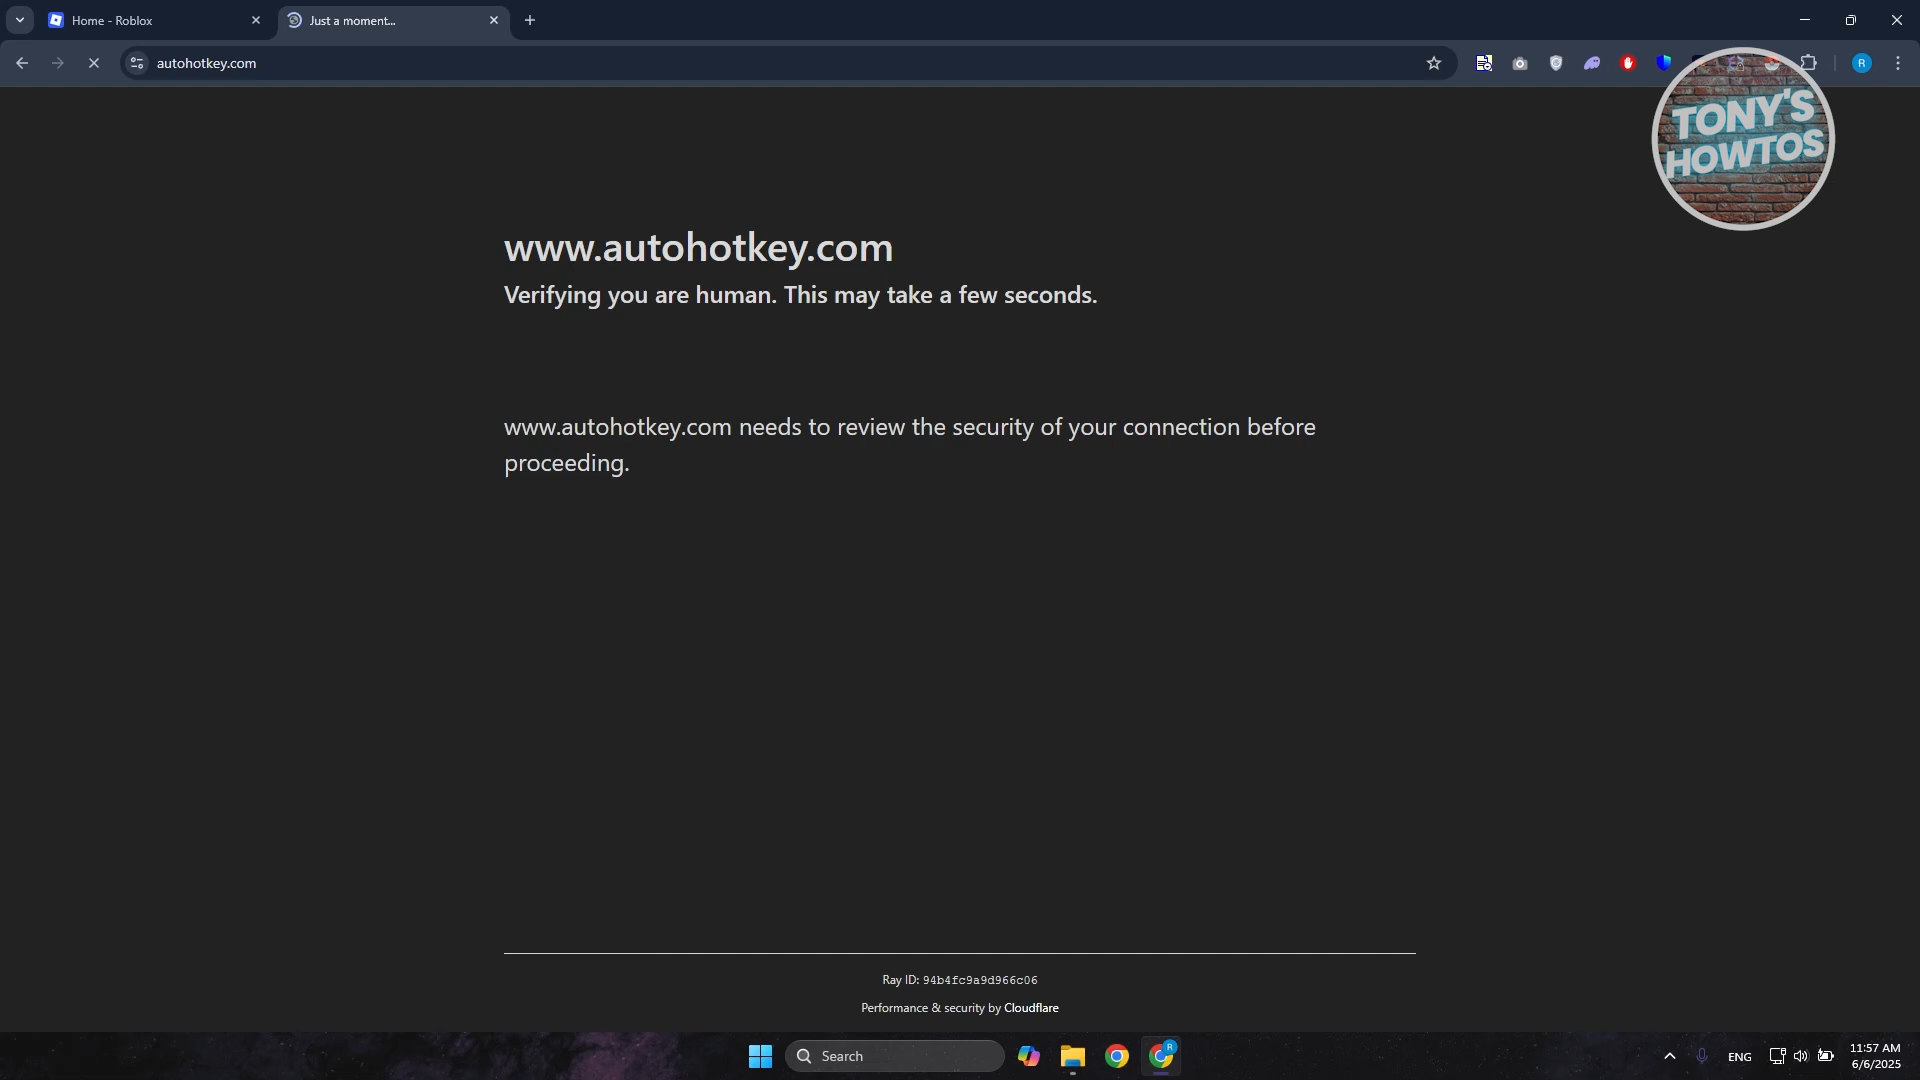 Home - Roblox
Just a moment...
autohotkey.com
R
TONY'S
HOWTOS
www.autohotkey.com
Verifying you are human. This may take a few seconds.
www.autohotkey.com needs to review the security of your connection before
proceeding.
Ray ID: 94b4fc9a9d966c06
Performance & security by Cloudflare
Search
R
ENG
11:57 AM
6/6/2025